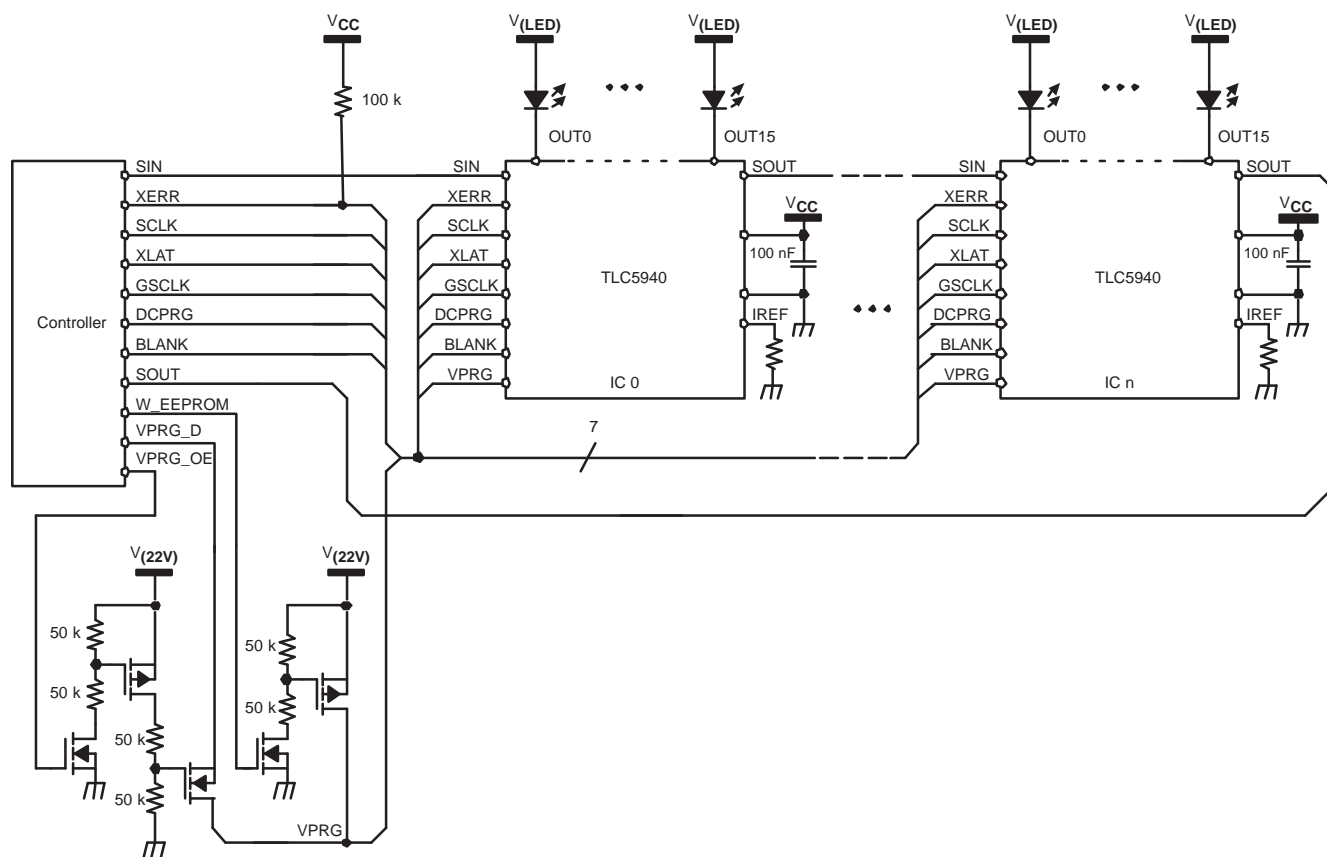 VCC
V(LED)
V(LED)
V(LED)
V(LED)
100 k
OUT0
OUT15
OUT0
OUT15
SIN
SIN
SOUT
SIN
SOUT
XERR
XERR
VCC
XERR
VCC
SCLK
SCLK
SCLK
XLAT
XLAT
100 nF
XLAT
100 nF
TLC5940
TLC5940
GSCLK
GSCLK
GSCLK
Controller
DCPRG
DCPRG
IREF
DCPRG
IREF
BLANK
BLANK
BLANK
SOUT
VPRG
IC 0
VPRG
IC n
W_EEPROM
VPRG_D
7
VPRG_OE
V(22V)
V(22V)
50 k
50 k
50 k
50 k
50 k
50 k
VPRG